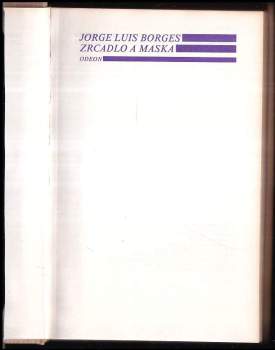 JORGE LUIS BORGES
ZRCADLO A MASKA
ODEON